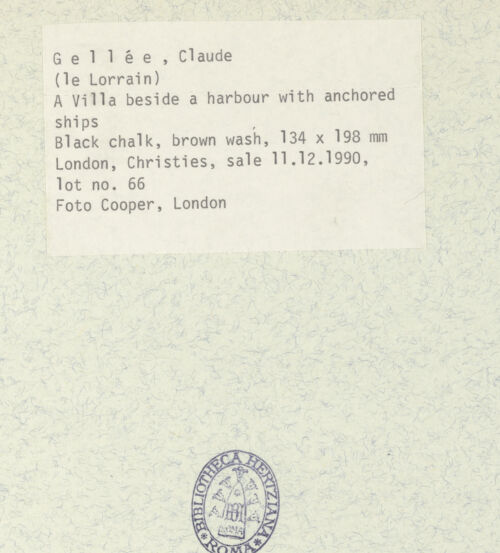 G e l l é e , Claude
(le Lorrain)
A Villa beside a harbour with anchored
ships
Black chalk, brown wash, 134 x 198 mm
London, Christies, sale 11.12.1990,
lot no. 66
Foto Cooper, London
BIBLIOTHECA HERTZIANA
ROMA